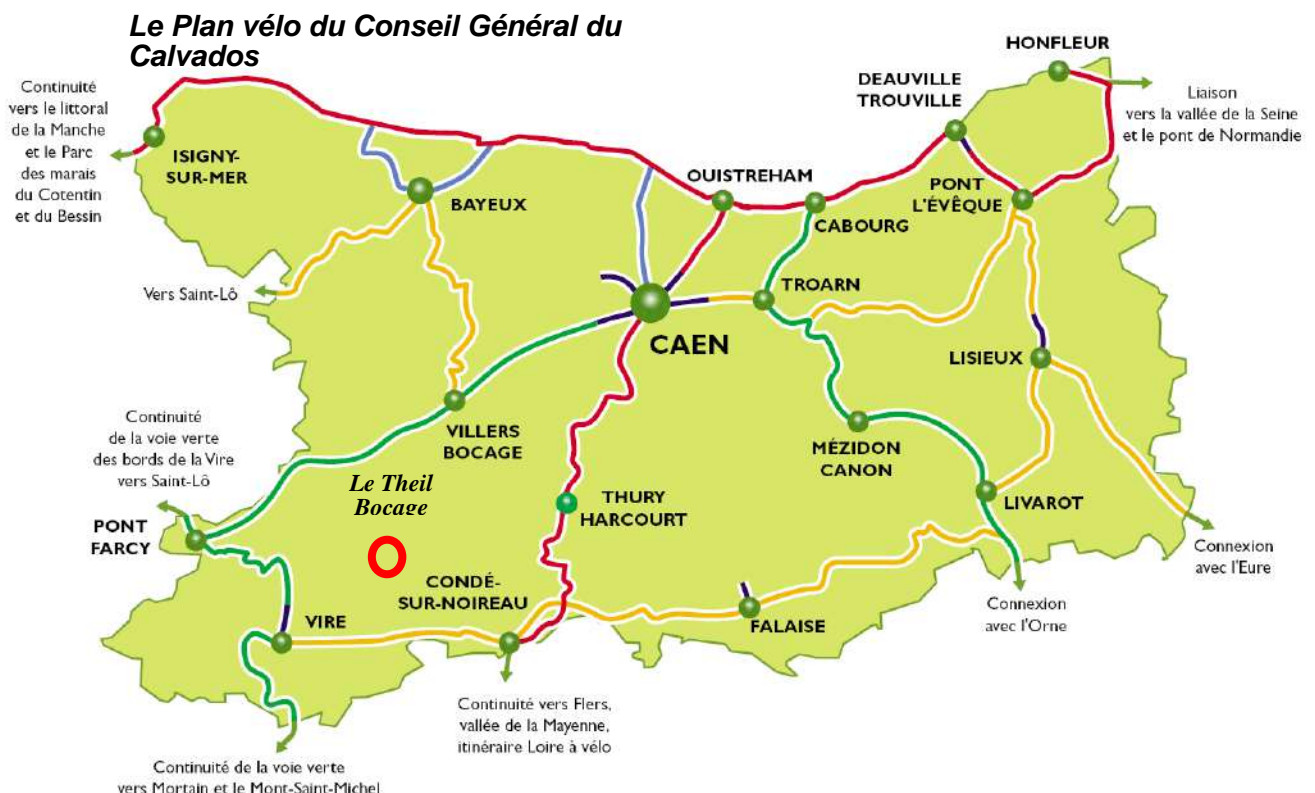 Le Plan vélo du Conseil Général du
Calvados
HONFLEUR
Continuité
vers le littoral
de la Manche
et le Parc
des marais
du Cotentin
et du Bessin
DEAUVILLE
TROUVILLE
Liaison
vers la vallée de la Seine
et le pont de Normandie
ISIGNY-
SUR-MER
BAYEUX
OUISTREHAM
PONT
L'ÉVÊQUE
CABOURG
Vers Saint-Lô
TROARN
CAEN
LISIEUX
Continuité
de la voie verte
des bords de la Vire
vers Saint-Lô
VILLERS
BOCAGE
MÉZIDON
CANON
Le Theil
Bocage
THURY
HARCOURT
LIVAROT
PONT
FARCY
Connexion
avec l'Eure
CONDÉ-
SUR-NOIREAU
VIRE
FALAISE
Connexion
avec l'Orne
Continuité vers Flers,
vallée de la Mayenne,
itinéraire Loire à vélo
Continuité de la voie verte
vers Mortain et le Mont-Saint-Michel